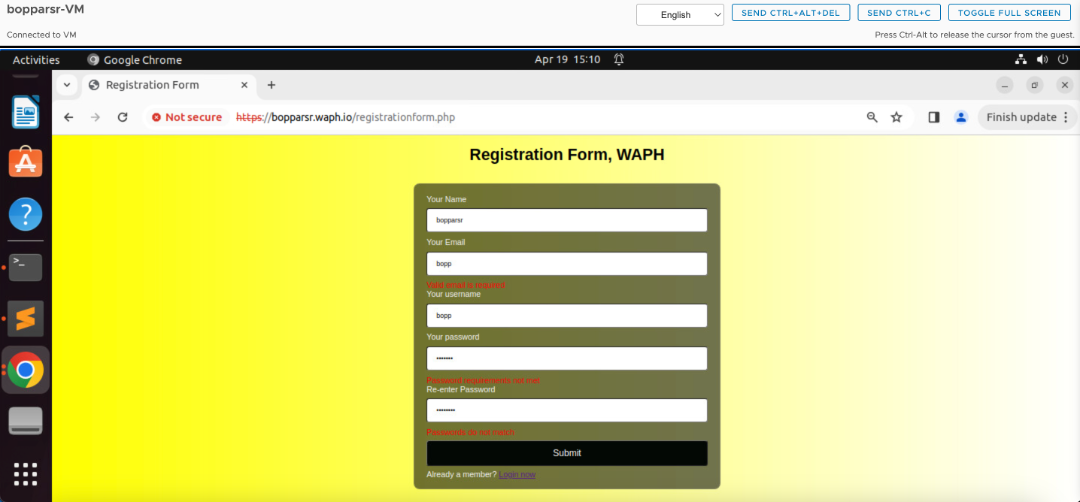 bopparsr-VM
English
SEND CTRL+ALT+DEL
SEND CTRL+C
TOGGLE FULL SCREEN
Connected to VM
Press Ctrl-Alt to release the cursor from the guest.
Activities
Google Chrome
Apr 19 15:10
Registration Form
Not secure
https://bopparsr.waph.io/registrationform.php
Finish update
Registration Form, WAPH
Your Name
bopparsr
Your Email
bopp
Valid email is required
Your username
bopp
Your password
Password requirements not met
Re-enter Password
Passwords do not match
Submit
Already a member? Login now